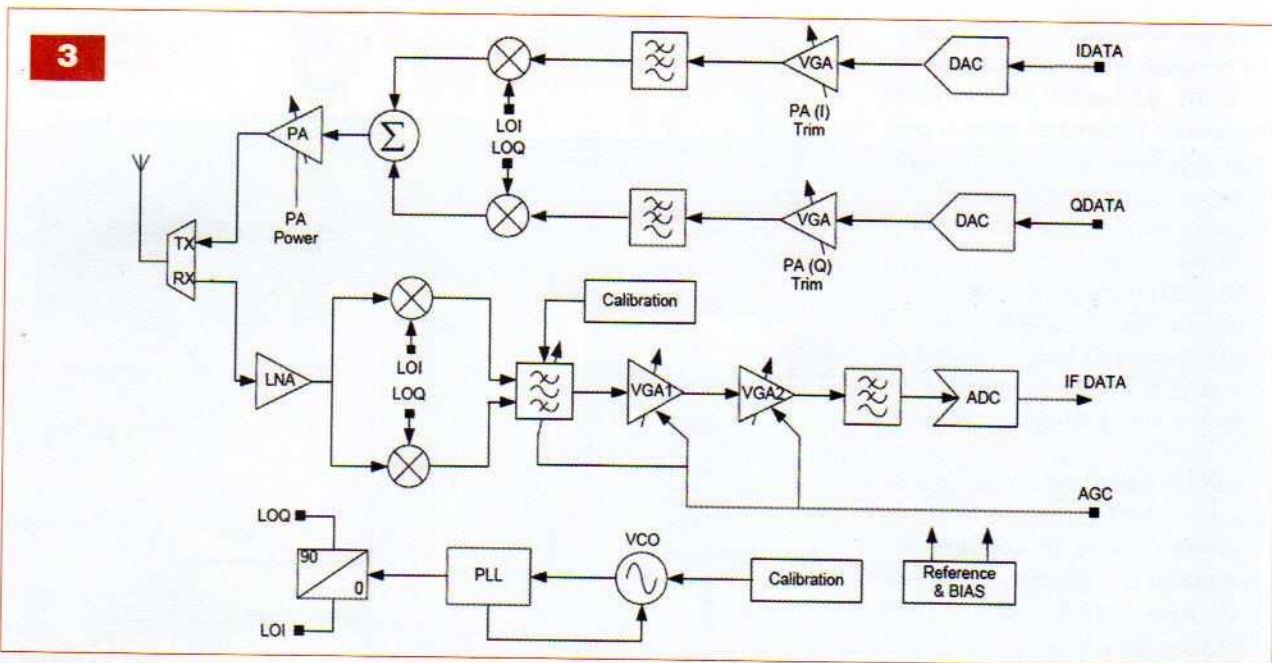 3
IDATA
DAC
VGA
PA (I)
Trim
LOI
LOQ
PA
Σ
PA
Power
QDATA
DAC
VGA
PA (Q)
Trim
TX
RX
Calibration
LNA
LOI
LOQ
VGA1
VGA2
ADC
IF DATA
AGC
LOQ
90
0
LOI
PLL
VCO
Calibration
Reference
& BIAS